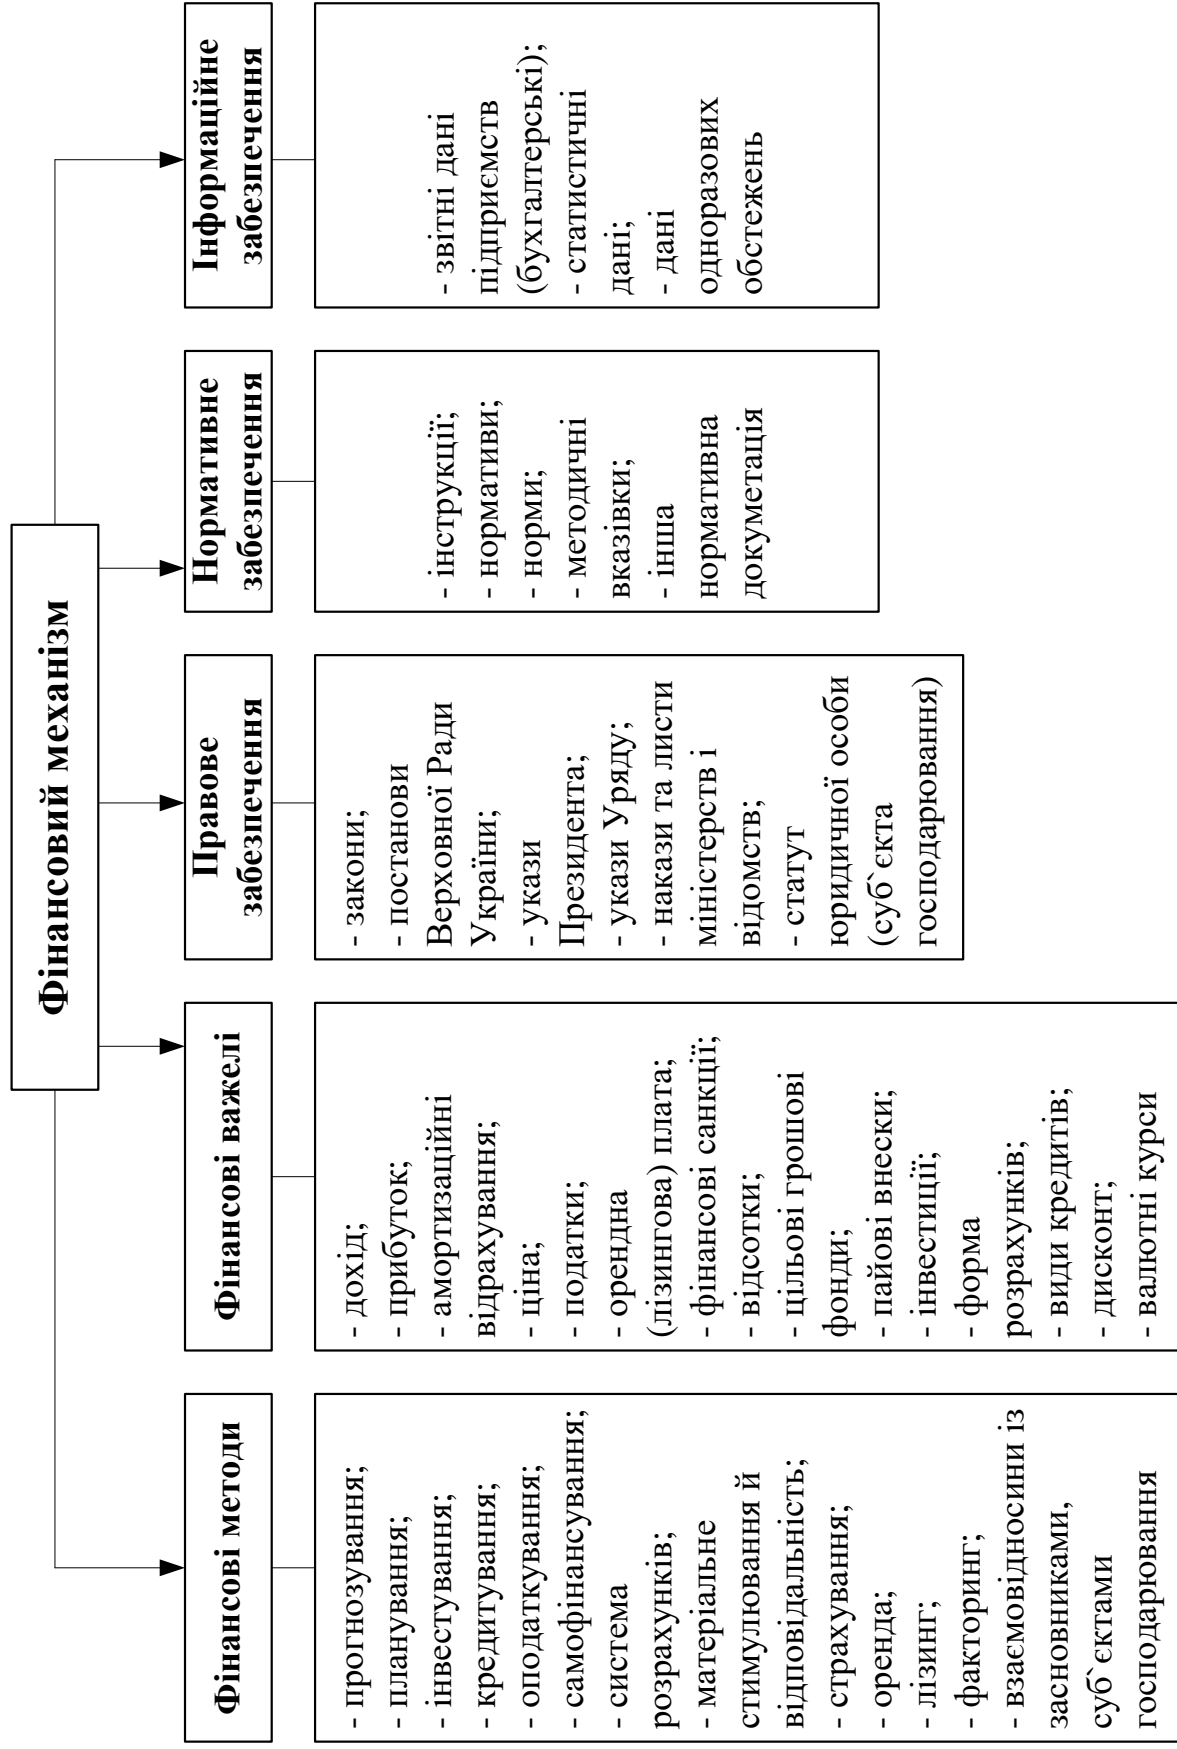 Фінансовий механізм
Фінансові методи
- прогнозування;
- планування;
- інвестування;
- кредитування;
- оподаткування;
- самофінансування;
- система
розрахунків;
- матеріальне
стимулювання й
відповідальність;
- страхування;
- оренда;
- лізинг;
- факторинг;
- взаємовідносини із
засновниками,
суб`єктами
господарювання
Фінансові важелі
- дохід;
- прибуток;
- амортизаційні
відрахування;
- ціна;
- податки;
- орендна
(лізингова) плата;
- фінансові санкції;
- відсотки;
- цільові грошові
фонди;
- пайові внески;
- інвестиції;
- форма
розрахунків;
- види кредитів;
- дисконт;
- валютні курси
Правове
забезпечення
- закони;
- постанови
Верховної Ради
України;
- укази
Президента;
- укази Уряду;
- накази та листи
міністерств і
відомств;
- статут
юридичної особи
(суб`єкта
господарювання)
Нормативне
забезпечення
- інструкції;
- нормативи;
- норми;
- методичні
вказівки;
- інша
нормативна
докуметація
Інформаційне
забезпечення
- звітні дані
підприємств
(бухгалтерські);
- статистичні
дані;
- дані
одноразових
обстежень